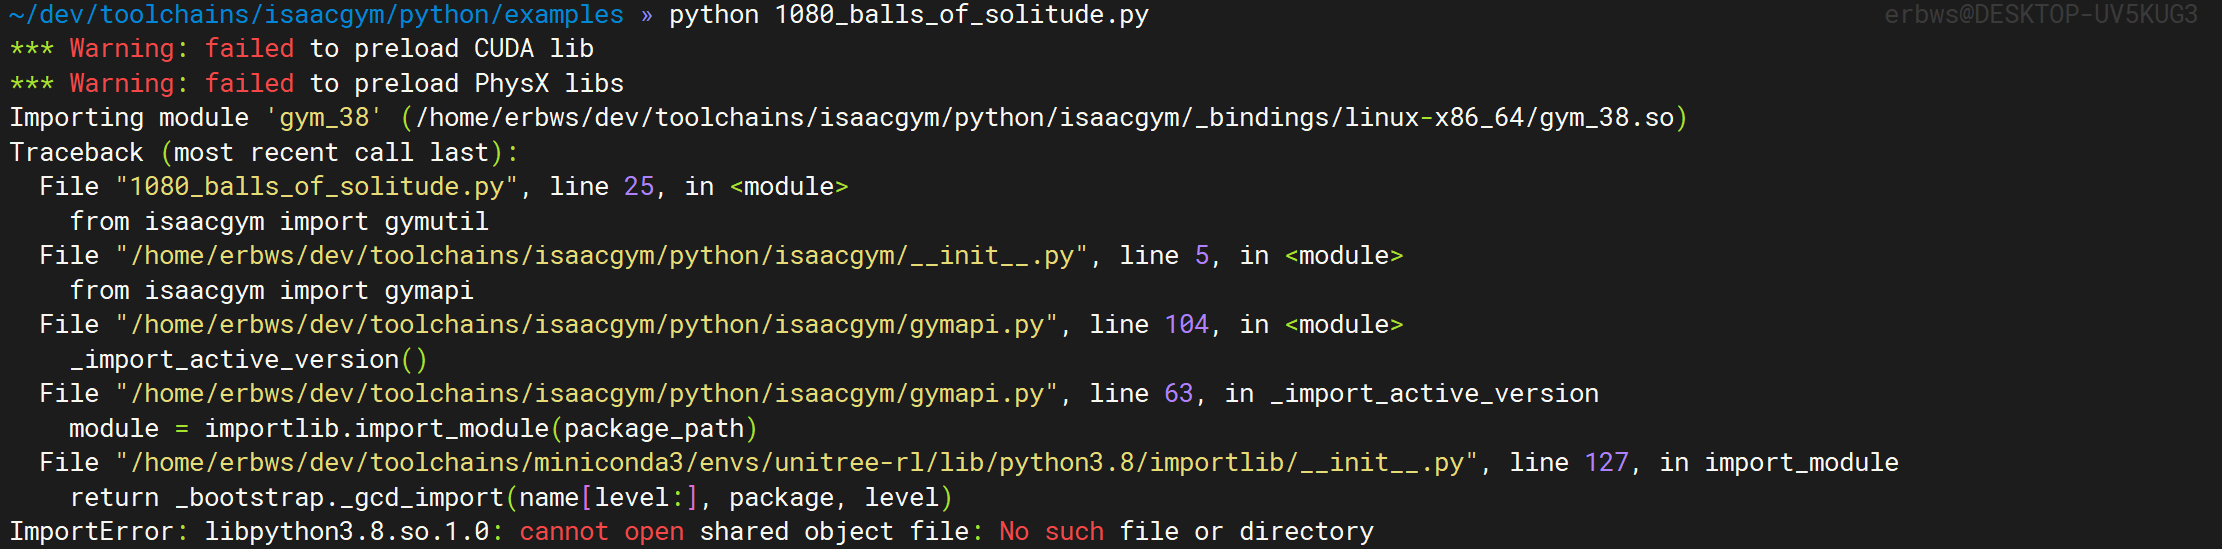 ~/dev/toolchains/isaacgym/python/examples » python 1080_balls_of_solitude.py erbws@DESKTOP-UV5KUG3
*** Warning: failed to preload CUDA lib
*** Warning: failed to preload PhysX libs
Importing module 'gym_38' (/home/erbws/dev/toolchains/isaacgym/python/isaacgym/_bindings/linux-x86_64/gym_38.so)
Traceback (most recent call last):
  File "1080_balls_of_solitude.py", line 25, in <module>
    from isaacgym import gymutil
  File "/home/erbws/dev/toolchains/isaacgym/python/isaacgym/__init__.py", line 5, in <module>
    from isaacgym import gymapi
  File "/home/erbws/dev/toolchains/isaacgym/python/isaacgym/gymapi.py", line 104, in <module>
    _import_active_version()
  File "/home/erbws/dev/toolchains/isaacgym/python/isaacgym/gymapi.py", line 63, in _import_active_version
    module = importlib.import_module(package_path)
  File "/home/erbws/dev/toolchains/miniconda3/envs/unitree-rl/lib/python3.8/importlib/__init__.py", line 127, in import_module
    return _bootstrap._gcd_import(name[level:], package, level)
ImportError: libpython3.8.so.1.0: cannot open shared object file: No such file or directory